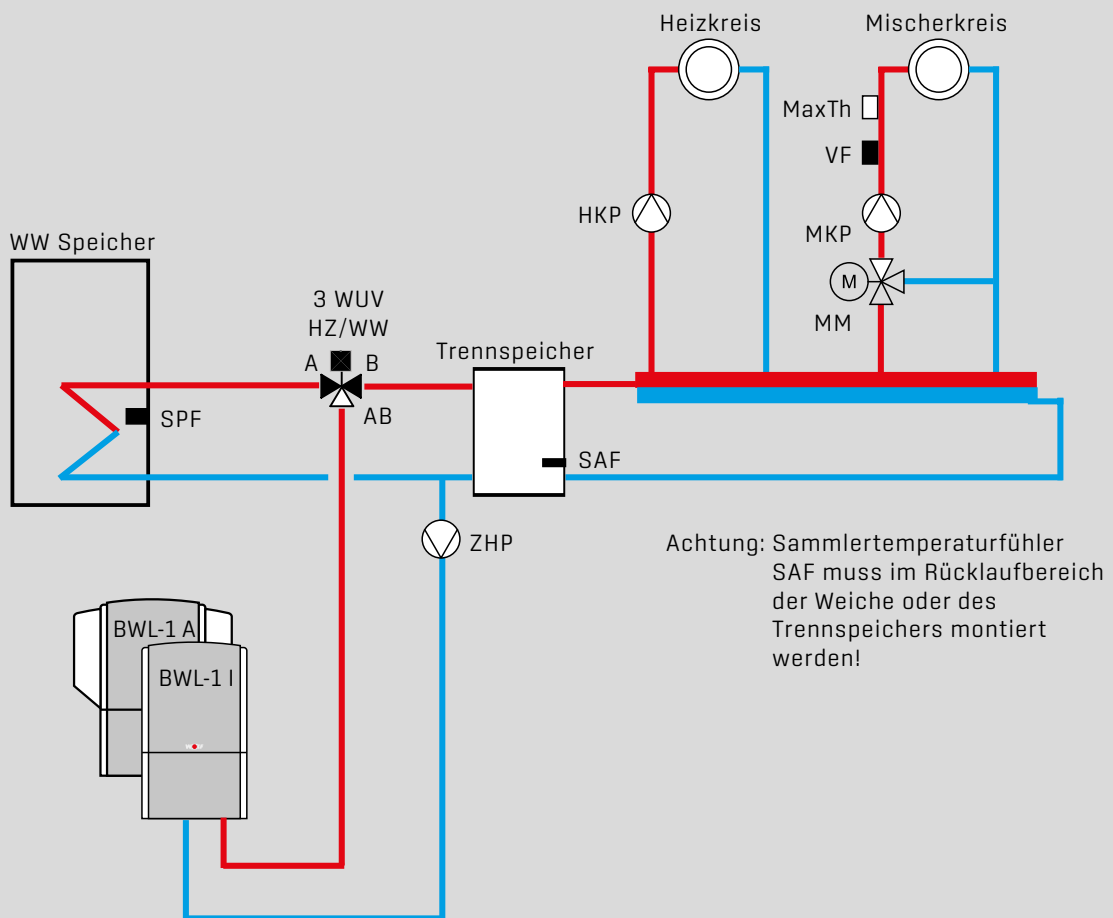 Heizkreis
Mischerkreis
MaxTh
VF
HKP
MKP
WW Speicher
M
3 WUV
HZ/WW
MM
A
B
Trennspeicher
AB
SPF
SAF
ZHP
Achtung: Sammlertemperaturfühler
SAF muss im Rücklaufbereich
der Weiche oder des
Trennspeichers montiert
werden!
BWL-1 A
BWL-1 I